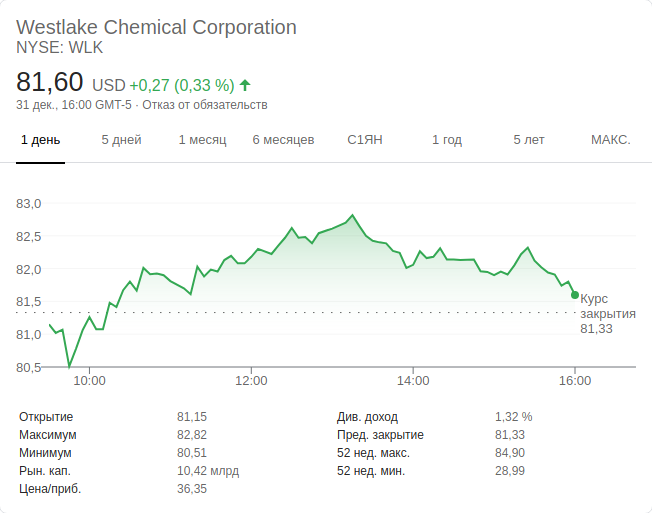 Westlake Chemical Corporation
NYSE: WLK
81,60 USD +0,27 (0,33 %)
31 дек., 16:00 GMT-5 · Отказ от обязательств
1 день 5 дней 1 месяц 6 месяцев С1ЯН 1 год 5 лет МАКС.
83,0
82,5
82,0
81,5
81,0
80,5
Курс
закрытия
81,33
10:00 12:00 14:00 16:00
Открытие 81,15 Див. доход 1,32 %
Максимум 82,82 Пред. закрытие 81,33
Минимум 80,51 52 нед. макс. 84,90
Рын. кап. 10,42 млрд 52 нед. мин. 28,99
Цена/приб. 36,35